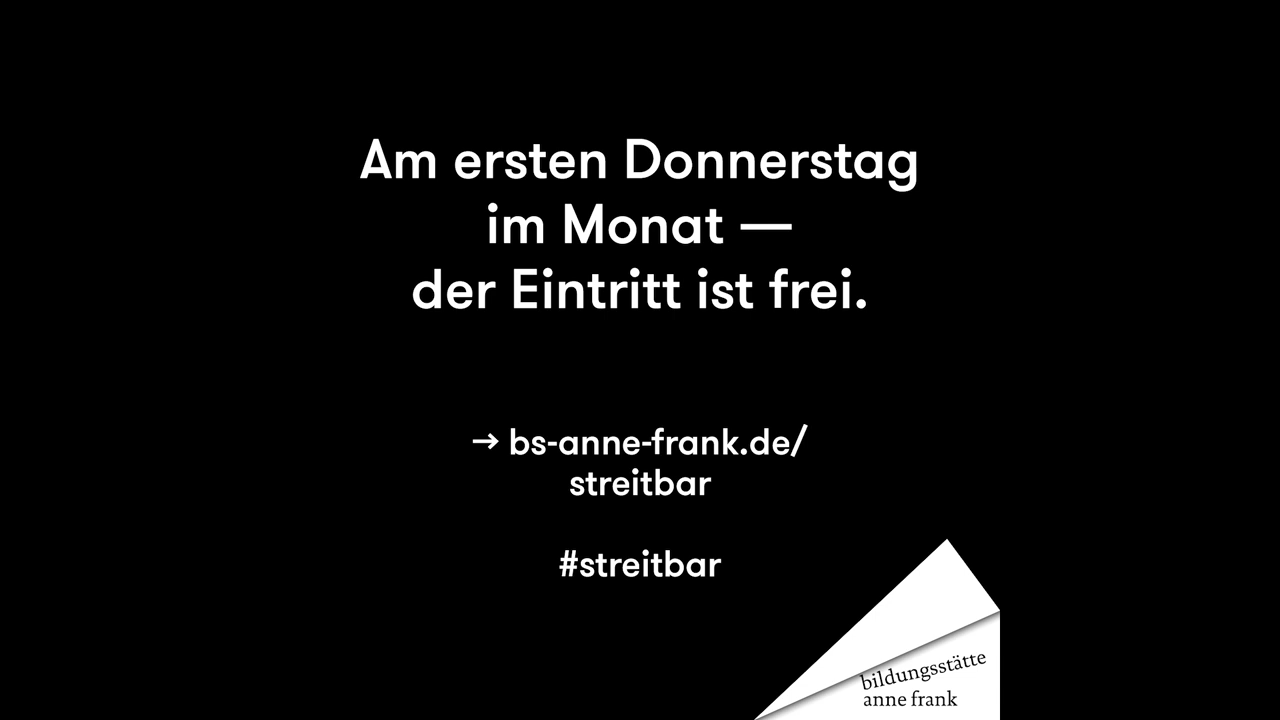 Am ersten Donnerstag
im Monat —
der Eintritt ist frei.
→ bs-anne-frank.de/
streitbar
#streitbar
bildungsstätte
anne frank